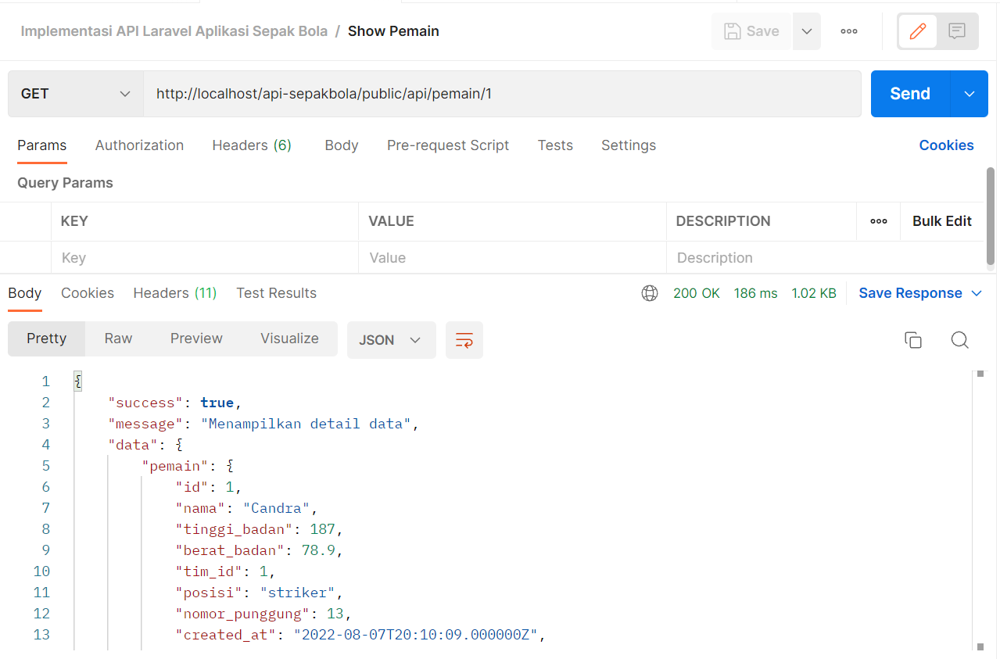 Implementasi API Laravel Aplikasi Sepak Bola / Show Pemain
Save
GET
http://localhost/api-sepakbola/public/api/pemain/1
Send
Params Authorization Headers (6) Body Pre-request Script Tests Settings Cookies
Query Params
KEY VALUE DESCRIPTION Bulk Edit
Key Value Description
Body Cookies Headers (11) Test Results 200 OK 186 ms 1.02 KB Save Response
Pretty Raw Preview Visualize JSON
1 {
2 "success": true,
3 "message": "Menampilkan detail data",
4 "data": {
5 "pemain": {
6 "id": 1,
7 "nama": "Candra",
8 "tinggi_badan": 187,
9 "berat_badan": 78.9,
10 "tim_id": 1,
11 "posisi": "striker",
12 "nomor_punggung": 13,
13 "created_at": "2022-08-07T20:10:09.000000Z",